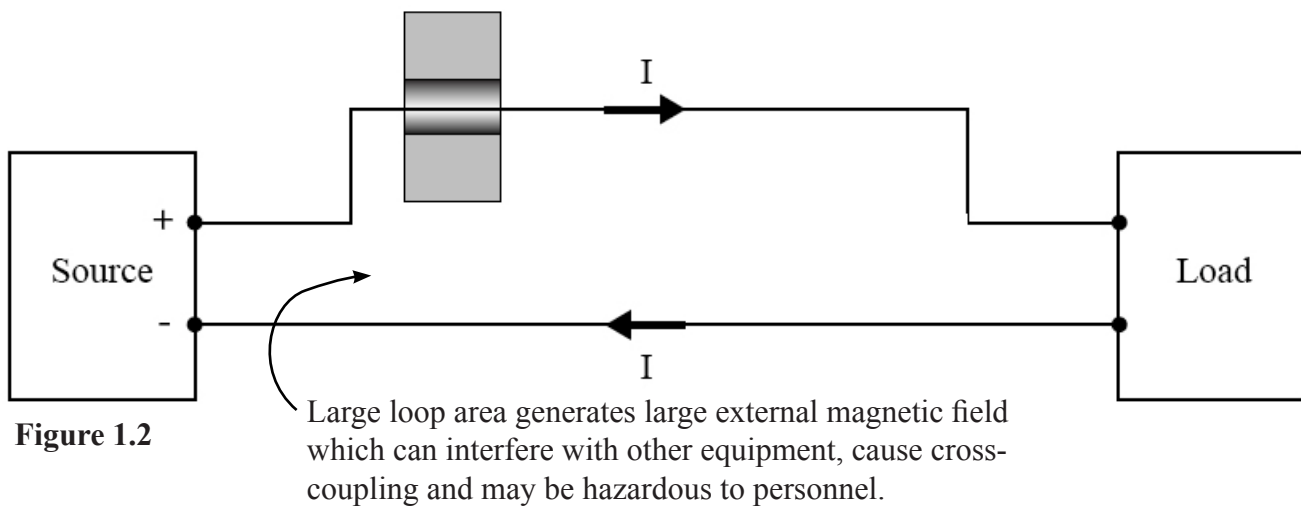 I
+
Source
Load
-
I
Large loop area generates large external magnetic field
Figure 1.2
which can interfere with other equipment, cause cross-
coupling and may be hazardous to personnel.